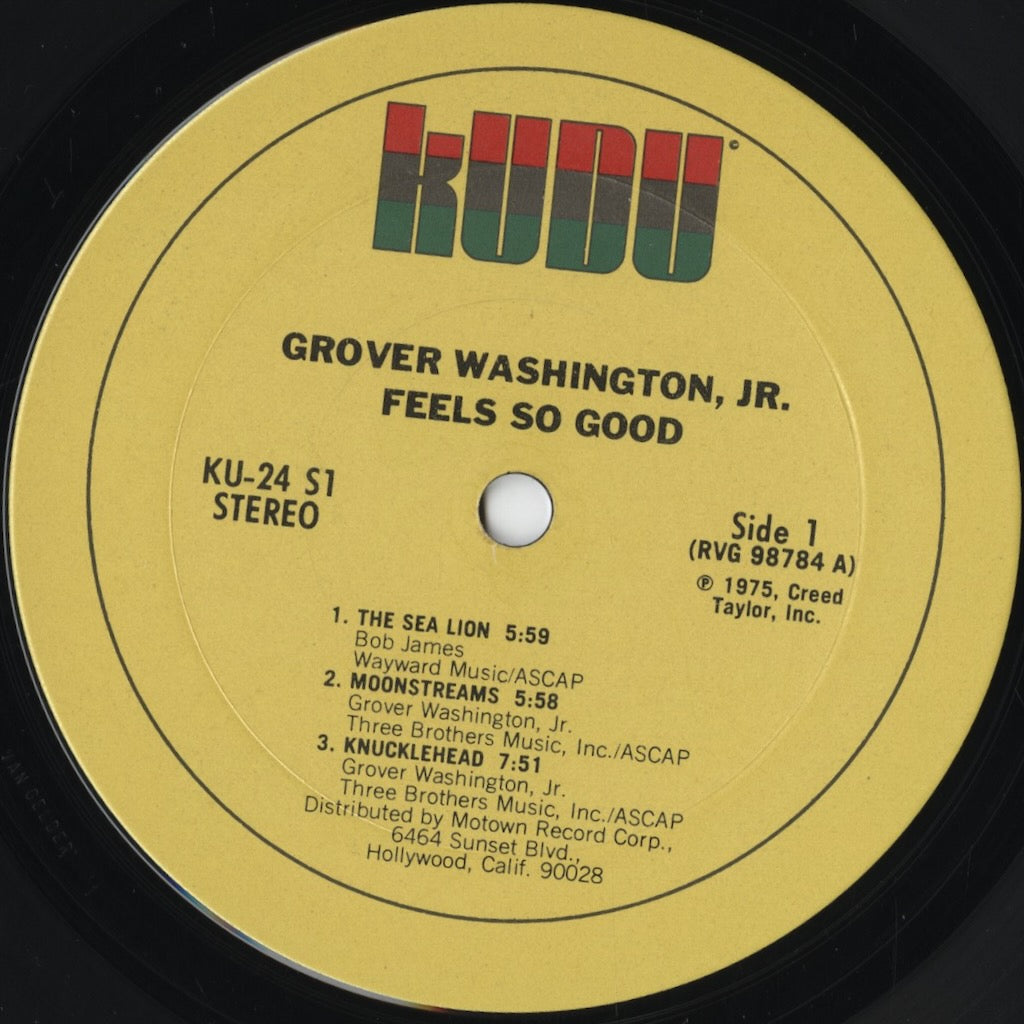 KUDU©
GROVER WASHINGTON, JR.
FEELS SO GOOD
KU-24 S1
STEREO
Side 1
(RVG 98784 A)
℗ 1975, Creed
Taylor, Inc.
1. THE SEA LION 5:59
Bob James
Wayward Music/ASCAP
2. MOONSTREAMS 5:58
Grover Washington, Jr.
Three Brothers Music, Inc./ASCAP
3. KNUCKLEHEAD 7:51
Grover Washington, Jr.
Three Brothers Music, Inc./ASCAP
Distributed by Motown Record Corp.,
6464 Sunset Blvd.,
Hollywood, Calif. 90028
VAN GELDER